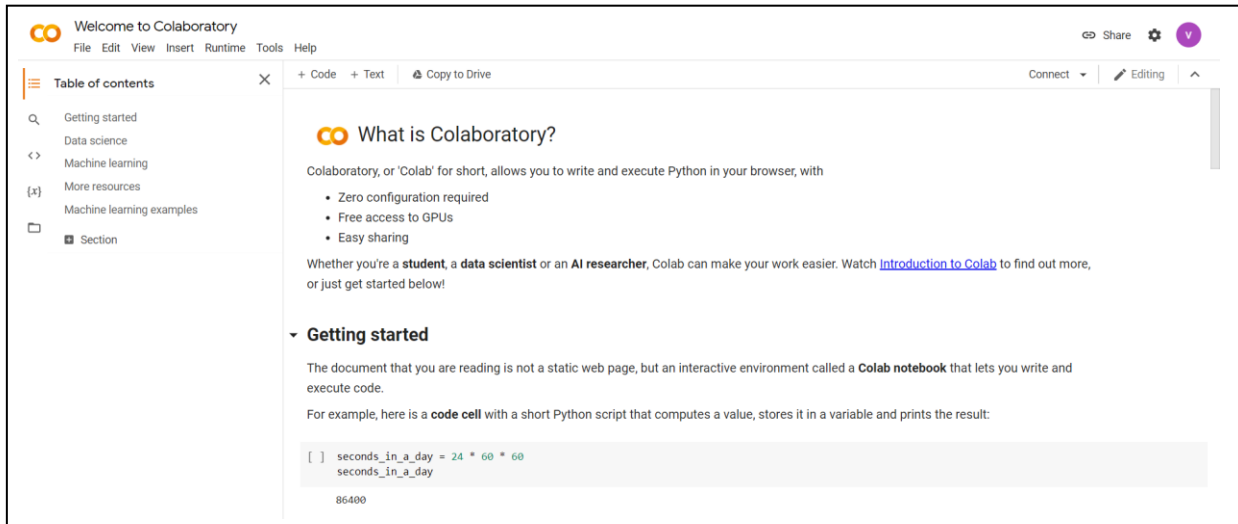 Welcome to Colaboratory
File Edit View Insert Runtime Tools Help
Share
V
Table of contents
Getting started
Data science
Machine learning
More resources
Machine learning examples
Section
+ Code + Text Copy to Drive
Connect Editing
CO What is Colaboratory?
Colaboratory, or 'Colab' for short, allows you to write and execute Python in your browser, with
• Zero configuration required
• Free access to GPUs
• Easy sharing
Whether you're a student, a data scientist or an AI researcher, Colab can make your work easier. Watch Introduction to Colab to find out more,
or just get started below!
Getting started
The document that you are reading is not a static web page, but an interactive environment called a Colab notebook that lets you write and
execute code.
For example, here is a code cell with a short Python script that computes a value, stores it in a variable and prints the result:
[ ] seconds_in_a_day = 24 * 60 * 60
seconds_in_a_day
86400